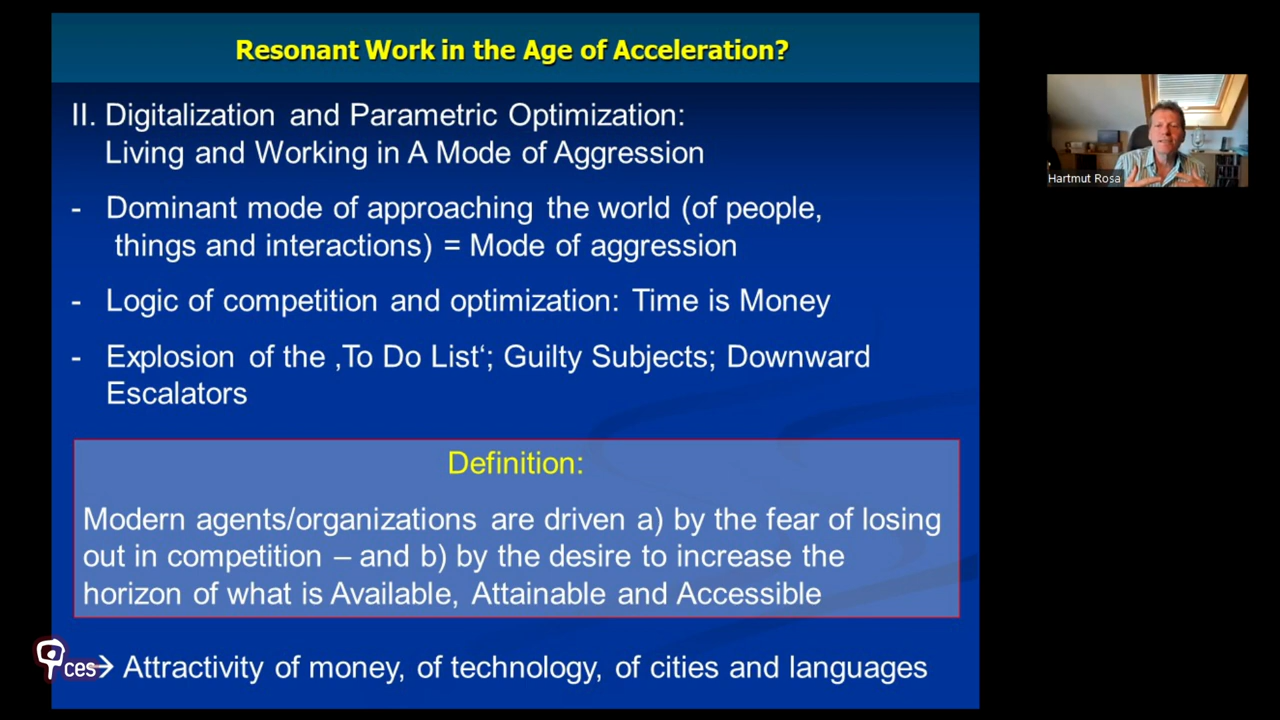 Resonant Work in the Age of Acceleration?
II. Digitalization and Parametric Optimization:
Living and Working in A Mode of Aggression
- Dominant mode of approaching the world (of people,
things and interactions) = Mode of aggression
- Logic of competition and optimization: Time is Money
- Explosion of the ‚To Do List‘; Guilty Subjects; Downward
Escalators
Definition:
Modern agents/organizations are driven a) by the fear of losing
out in competition – and b) by the desire to increase the
horizon of what is Available, Attainable and Accessible
→ Attractivity of money, of technology, of cities and languages
ces
Hartmut Rosa